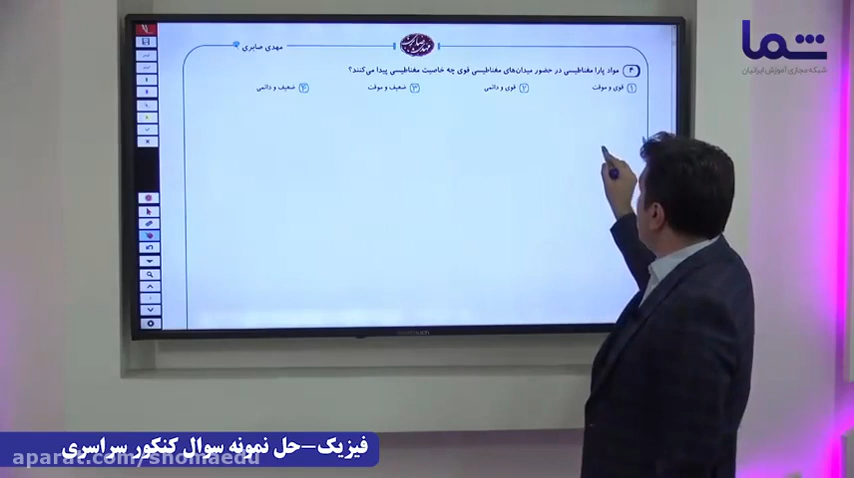 شما
شبکه مجازی آموزش ایرانیان
مهدی صابری
۴ مواد پارا مغناطیسی در حضور میدان‌های مغناطیسی قوی چه خاصیت مغناطیسی پیدا می‌کنند؟
۱ قوی و موقت ۲ قوی و دائمی ۳ ضعیف و موقت ۴ ضعیف و دائمی
فیزیک-حل نمونه سوال کنکور سراسری
aparat.com/shomaedu